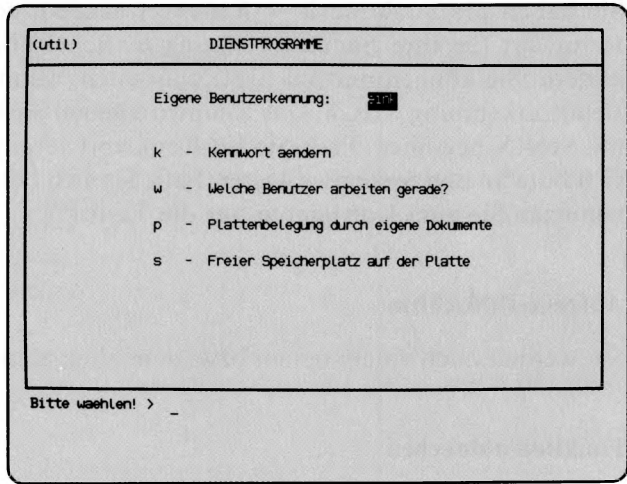 (util) DIENSTPROGRAMME
Eigene Benutzerkennung:
k - Kennwort aendern
w - Welche Benutzer arbeiten gerade?
p - Plattenbelegung durch eigene Dokumente
s - Freier Speicherplatz auf der Platte
Bitte waehlen! > _